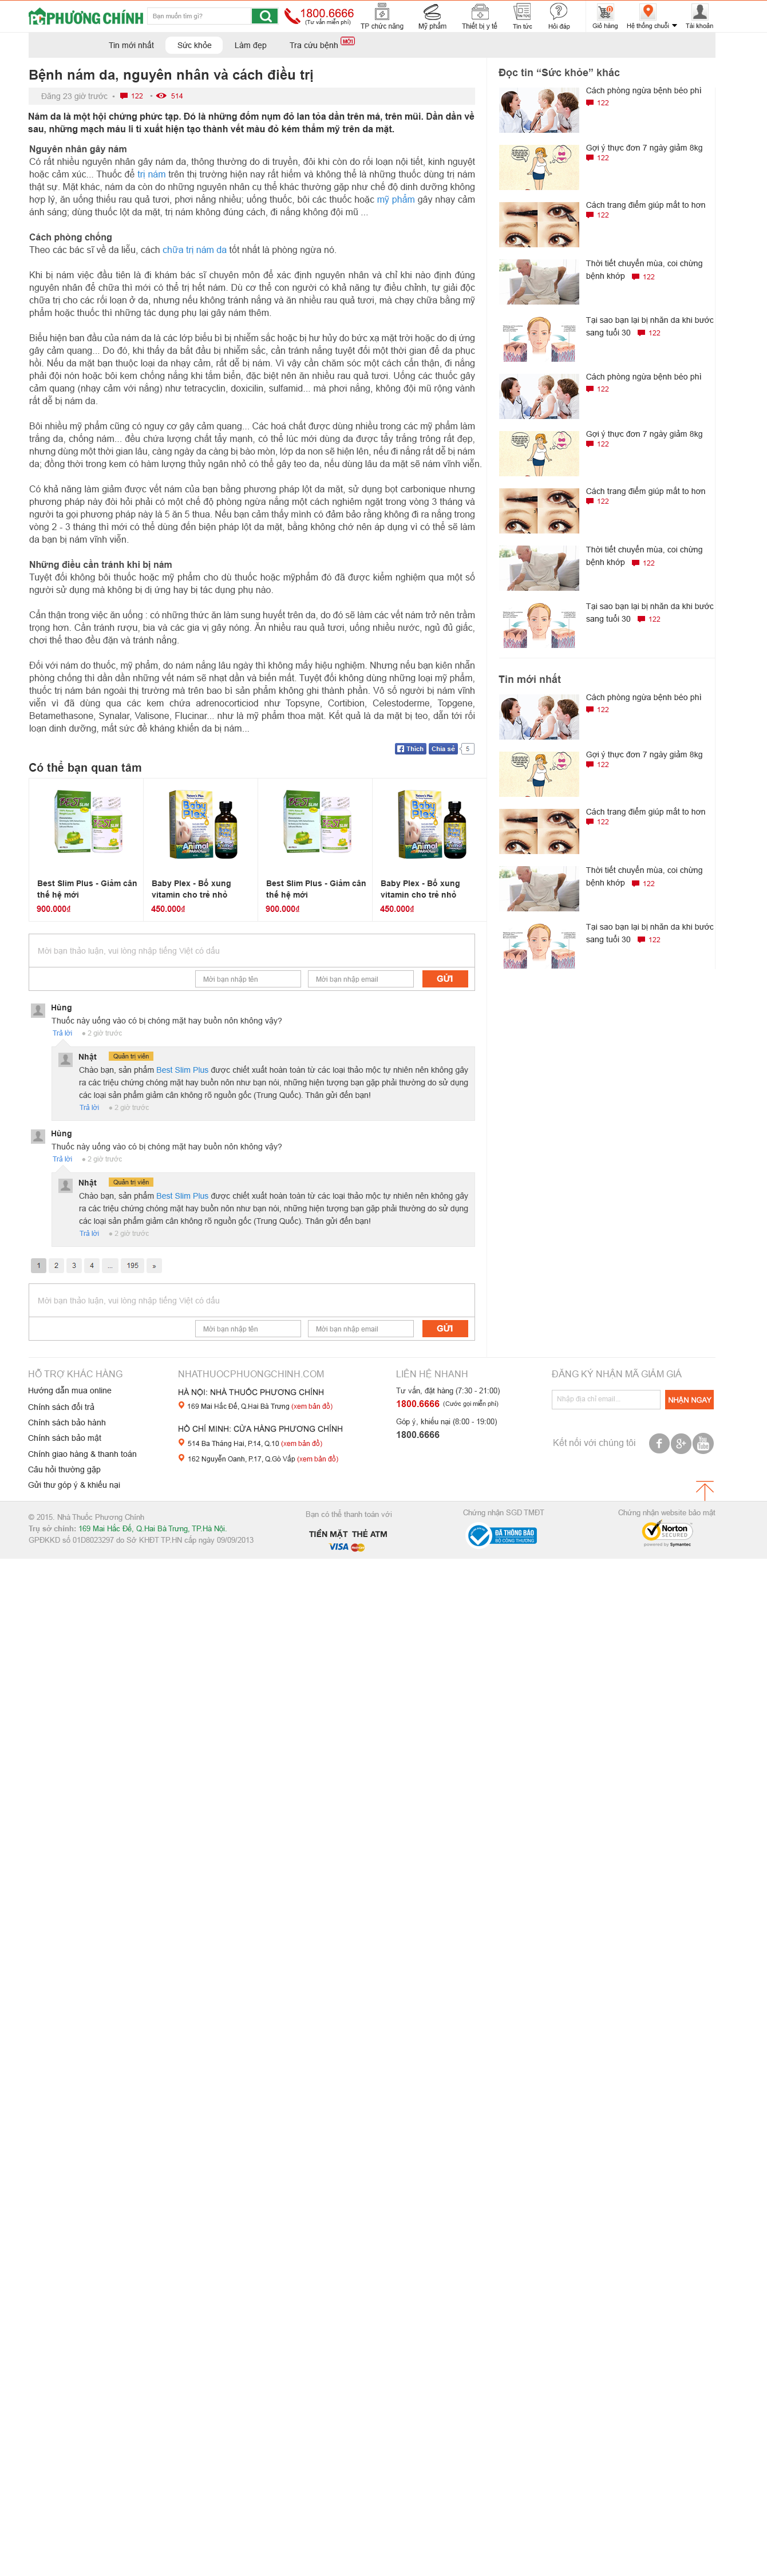 PHƯƠNG CHÍNH
Bạn muốn tìm gì?
1800.6666
(Tư vấn miễn phí)
TP chức năng
Mỹ phẩm
Thiết bị y tế
Tin tức
Hỏi đáp
Giỏ hàng
Hệ thống chuỗi
Tài khoản
Tin mới nhất
Sức khỏe
Làm đẹp
Tra cứu bệnh
MỚI
Bệnh nám da, nguyên nhân và cách điều trị
Đăng 23 giờ trước • 122 • 514
Nám da là một hội chứng phức tạp. Đó là những đốm nụm đỏ lan tỏa dần trên má, trên mũi. Dần dần về
sau, những mạch máu li ti xuất hiện tạo thành vết màu đỏ kém thẩm mỹ trên da mặt.
Nguyên nhân gây nám
Có rất nhiều nguyên nhân gây nám da, thông thường do di truyền, đôi khi còn do rối loạn nội tiết, kinh nguyệt
hoặc cảm xúc... Thuốc để trị nám trên thị trường hiện nay rất hiếm và không thể là những thuốc dùng trị nám
thật sự. Mặt khác, nám da còn do những nguyên nhân cụ thể khác thường gặp như chế độ dinh dưỡng không
hợp lý, ăn uống thiếu rau quả tươi, phơi nắng nhiều; uống thuốc, bôi các thuốc hoặc mỹ phẩm gây nhạy cảm
ánh sáng; dùng thuốc lột da mặt, trị nám không đúng cách, đi nắng không đội mũ ...
Cách phòng chống
Theo các bác sĩ về da liễu, cách chữa trị nám da tốt nhất là phòng ngừa nó.
Khi bị nám việc đầu tiên là đi khám bác sĩ chuyên môn để xác định nguyên nhân và chỉ khi nào định đúng
nguyên nhân để chữa thì mới có thể trị hết nám. Dù cơ thể con người có khả năng tự điều chỉnh, tự giải độc
chữa trị cho các rối loạn ở da, nhưng nếu không tránh nắng và ăn nhiều rau quả tươi, mà chạy chữa bằng mỹ
phẩm hoặc thuốc thì những tác dụng phụ lại gây nám thêm.
Biểu hiện ban đầu của nám da là các lớp biểu bì bị nhiễm sắc hoặc bị hư hủy do bức xạ mặt trời hoặc do dị ứng
gây cảm quang... Do đó, khi thấy da bắt đầu bị nhiễm sắc, cần tránh nắng tuyệt đối một thời gian để da phục
hồi. Nếu da mặt bạn thuộc loại da nhạy cảm, rất dễ bị nám. Vì vậy cần chăm sóc một cách cẩn thận, đi nắng
phải đội nón hoặc bôi kem chống nắng khi tắm biển, đặc biệt nên ăn nhiều rau quả tươi. Uống các thuốc gây
cảm quang (nhạy cảm với nắng) như tetracyclin, doxicilin, sulfamid... mà phơi nắng, không đội mũ rộng vành
rất dễ bị nám da.
Bôi nhiều mỹ phẩm cũng có nguy cơ gây cảm quang... Các hoá chất được dùng nhiều trong các mỹ phẩm làm
trắng da, chống nám... đều chứa lượng chất tẩy mạnh, có thể lúc mới dùng da được tẩy trắng trông rất đẹp,
nhưng dùng một thời gian lâu, càng ngày da càng bị bào mòn, lớp da non sẽ hiện lên, nếu đi nắng rất dễ bị nám
da; đồng thời trong kem có hàm lượng thủy ngân nhỏ có thể gây teo da, nếu dùng lâu da mặt sẽ nám vĩnh viễn.
Có khả năng làm giảm được vết nám của bạn bằng phương pháp lột da mặt, sử dụng bọt carbonique nhưng
phương pháp này đòi hỏi phải có một chế độ phòng ngừa nắng một cách nghiêm ngặt trong vòng 3 tháng và
người ta gọi phương pháp này là 5 ăn 5 thua. Nếu bạn cảm thấy mình có đảm bảo rằng không đi ra nắng trong
vòng 2 - 3 tháng thì mới có thể dùng đến biện pháp lột da mặt, bằng không chớ nên áp dụng vì có thể sẽ làm
da bạn bị nám vĩnh viễn.
Những điều cần tránh khi bị nám
Tuyệt đối không bôi thuốc hoặc mỹ phẩm cho dù thuốc hoặc mỹphẩm đó đã được kiểm nghiệm qua một số
người sử dụng mà không bị dị ứng hay bị tác dụng phụ nào.
Cẩn thận trong việc ăn uống : có những thức ăn làm sung huyết trên da, do đó sẽ làm các vết nám trở nên trầm
trọng hơn. Cần tránh rượu, bia và các gia vị gây nóng. Ăn nhiều rau quả tươi, uống nhiều nước, ngủ đủ giấc,
chơi thể thao đều đặn và tránh nắng.
Đối với nám do thuốc, mỹ phẩm, do nám nắng lâu ngày thì không mấy hiệu nghiệm. Nhưng nếu bạn kiên nhẫn
phòng chống thì dần dần những vết nám sẽ nhạt dần và biến mất. Tuyệt đối không dùng những loại mỹ phẩm,
thuốc trị nám bán ngoài thị trường mà trên bao bì sản phẩm không ghi thành phần. Vô số người bị nám vĩnh
viễn vì đã dùng qua các kem chứa adrenocorticiod như Topsyne, Cortibion, Celestoderme, Topgene,
Betamethasone, Synalar, Valisone, Flucinar... như là mỹ phẩm thoa mặt. Kết quả là da mặt bị teo, dẫn tới rối
loạn dinh dưỡng, mất sức đề kháng khiến da bị nám...
Thích
Chia sẻ
5
Có thể bạn quan tâm
Best Slim Plus - Giảm cân
thế hệ mới
900.000đ
Baby Plex - Bổ xung
vitamin cho trẻ nhỏ
450.000đ
Best Slim Plus - Giảm cân
thế hệ mới
900.000đ
Baby Plex - Bổ xung
vitamin cho trẻ nhỏ
450.000đ
Mời bạn thảo luận, vui lòng nhập tiếng Việt có dấu
Mời bạn nhập tên
Mời bạn nhập email
GỬI
Hùng
Thuốc này uống vào có bị chóng mặt hay buồn nôn không vậy?
Trả lời • 2 giờ trước
Nhật Quản trị viên
Chào bạn, sản phẩm Best Slim Plus được chiết xuất hoàn toàn từ các loại thảo mộc tự nhiên nên không gây
ra các triệu chứng chóng mặt hay buồn nôn như bạn nói, những hiện tượng bạn gặp phải thường do sử dụng
các loại sản phẩm giảm cân không rõ nguồn gốc (Trung Quốc). Thân gửi đến bạn!
Trả lời • 2 giờ trước
Hùng
Thuốc này uống vào có bị chóng mặt hay buồn nôn không vậy?
Trả lời • 2 giờ trước
Nhật Quản trị viên
Chào bạn, sản phẩm Best Slim Plus được chiết xuất hoàn toàn từ các loại thảo mộc tự nhiên nên không gây
ra các triệu chứng chóng mặt hay buồn nôn như bạn nói, những hiện tượng bạn gặp phải thường do sử dụng
các loại sản phẩm giảm cân không rõ nguồn gốc (Trung Quốc). Thân gửi đến bạn!
Trả lời • 2 giờ trước
1 2 3 4 ... 195 »
Mời bạn thảo luận, vui lòng nhập tiếng Việt có dấu
Mời bạn nhập tên
Mời bạn nhập email
GỬI
Đọc tin “Sức khỏe” khác
Cách phòng ngừa bệnh béo phì
122
Gợi ý thực đơn 7 ngày giảm 8kg
122
Cách trang điểm giúp mắt to hơn
122
Thời tiết chuyển mùa, coi chừng
bệnh khớp 122
Tại sao bạn lại bị nhăn da khi bước
sang tuổi 30 122
Cách phòng ngừa bệnh béo phì
122
Gợi ý thực đơn 7 ngày giảm 8kg
122
Cách trang điểm giúp mắt to hơn
122
Thời tiết chuyển mùa, coi chừng
bệnh khớp 122
Tại sao bạn lại bị nhăn da khi bước
sang tuổi 30 122
Tin mới nhất
Cách phòng ngừa bệnh béo phì
122
Gợi ý thực đơn 7 ngày giảm 8kg
122
Cách trang điểm giúp mắt to hơn
122
Thời tiết chuyển mùa, coi chừng
bệnh khớp 122
Tại sao bạn lại bị nhăn da khi bước
sang tuổi 30 122
HỖ TRỢ KHÁC HÀNG
Hướng dẫn mua online
Chính sách đổi trả
Chính sách bảo hành
Chính sách bảo mật
Chính giao hàng & thanh toán
Câu hỏi thường gặp
Gửi thư góp ý & khiếu nại
NHATHUOCPHUONGCHINH.COM
HÀ NỘI: NHÀ THUỐC PHƯƠNG CHÍNH
169 Mai Hắc Đế, Q.Hai Bà Trưng (xem bản đồ)
HỒ CHÍ MINH: CỬA HÀNG PHƯƠNG CHÍNH
514 Ba Tháng Hai, P.14, Q.10 (xem bản đồ)
162 Nguyễn Oanh, P.17, Q.Gò Vấp (xem bản đồ)
LIÊN HỆ NHANH
Tư vấn, đặt hàng (7:30 - 21:00)
1800.6666 (Cước gọi miễn phí)
Góp ý, khiếu nại (8:00 - 19:00)
1800.6666
ĐĂNG KÝ NHẬN MÃ GIẢM GIÁ
Nhập địa chỉ email...
NHẬN NGAY
Kết nối với chúng tôi
© 2015. Nhà Thuốc Phương Chính
Trụ sở chính: 169 Mai Hắc Đế, Q.Hai Bà Trưng, TP.Hà Nội.
GPĐKKD số 01D8023297 do Sở KHĐT TP.HN cấp ngày 09/09/2013
Bạn có thể thanh toán với
TIỀN MẶT THẺ ATM
VISA
Chứng nhận SGD TMĐT
ĐÃ THÔNG BÁO
BỘ CÔNG THƯƠNG
Chứng nhận website bảo mật
Norton
SECURED
powered by Symantec